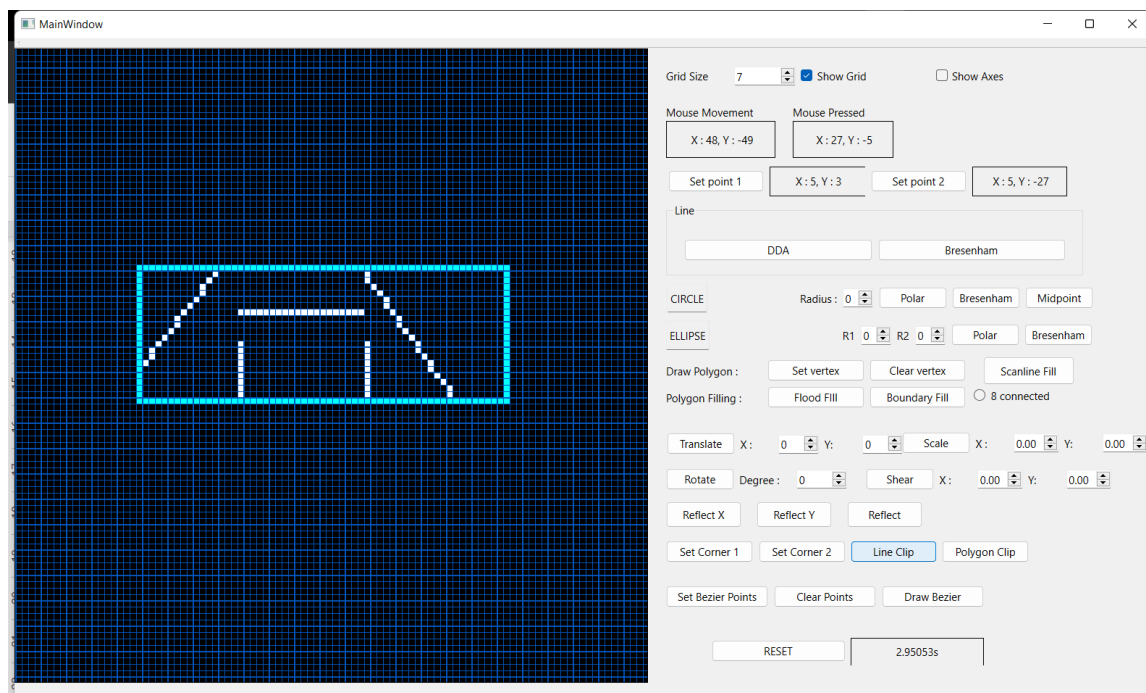 MainWindow
Grid Size 7 Show Grid Show Axes
Mouse Movement Mouse Pressed
X : 48, Y : -49 X : 27, Y : -5
Set point 1 X : 5, Y : 3 Set point 2 X : 5, Y : -27
Line
DDA Bresenham
CIRCLE Radius : 0 Polar Bresenham Midpoint
ELLIPSE R1 0 R2 0 Polar Bresenham
Draw Polygon : Set vertex Clear vertex Scanline Fill
Polygon Filling : Flood FIll Boundary Fill 8 connected
Translate X : 0 Y: 0 Scale X : 0.00 Y: 0.00
Rotate Degree : 0 Shear X : 0.00 Y: 0.00
Reflect X Reflect Y Reflect
Set Corner 1 Set Corner 2 Line Clip Polygon Clip
Set Bezier Points Clear Points Draw Bezier
RESET 2.95053s